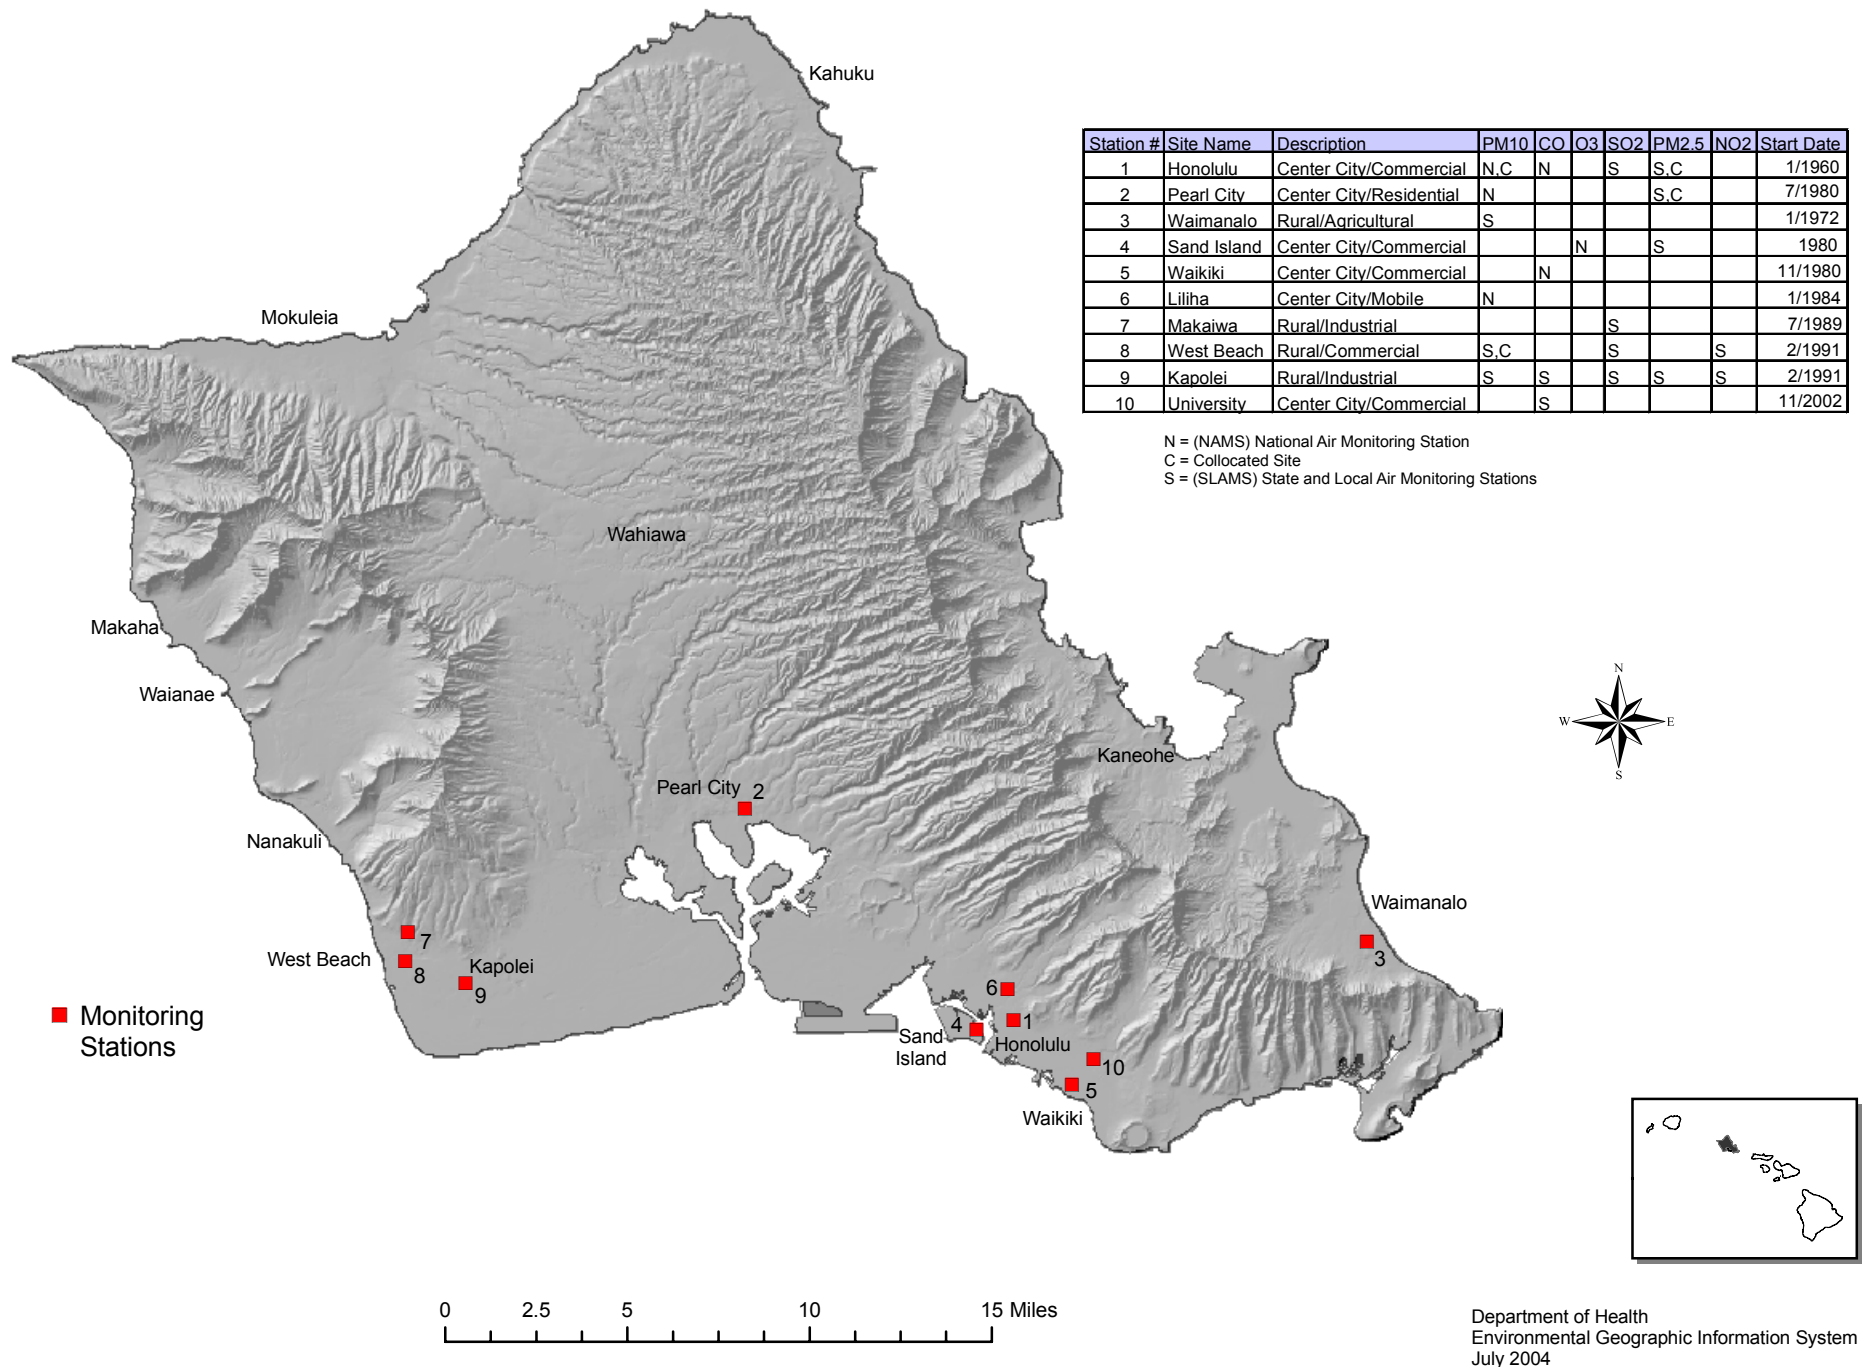 Kahuku
Station # Site Name Description PM10 CO O3 SO2 PM2.5 NO2 Start Date
1 Honolulu Center City/Commercial N,C N S S,C 1/1960
2 Pearl City Center City/Residential N S,C 7/1980
3 Waimanalo Rural/Agricultural S 1/1972
4 Sand Island Center City/Commercial N S 1980
5 Waikiki Center City/Commercial N 11/1980
6 Liliha Center City/Mobile N 1/1984
7 Makaiwa Rural/Industrial S 7/1989
8 West Beach Rural/Commercial S,C S S 2/1991
9 Kapolei Rural/Industrial S S S S S 2/1991
10 University Center City/Commercial S 11/2002
N = (NAMS) National Air Monitoring Station
C = Collocated Site
S = (SLAMS) State and Local Air Monitoring Stations
Mokuleia
Wahiawa
Makaha
Waianae
N
W E
S
Kaneohe
Pearl City 2
Nanakuli
Waimanalo
3
7
West Beach
8
Kapolei
9
6
1
4
Sand
Island
Honolulu
10
5
Waikiki
Monitoring
Stations
0 2.5 5 10 15 Miles
Department of Health
Environmental Geographic Information System
July 2004